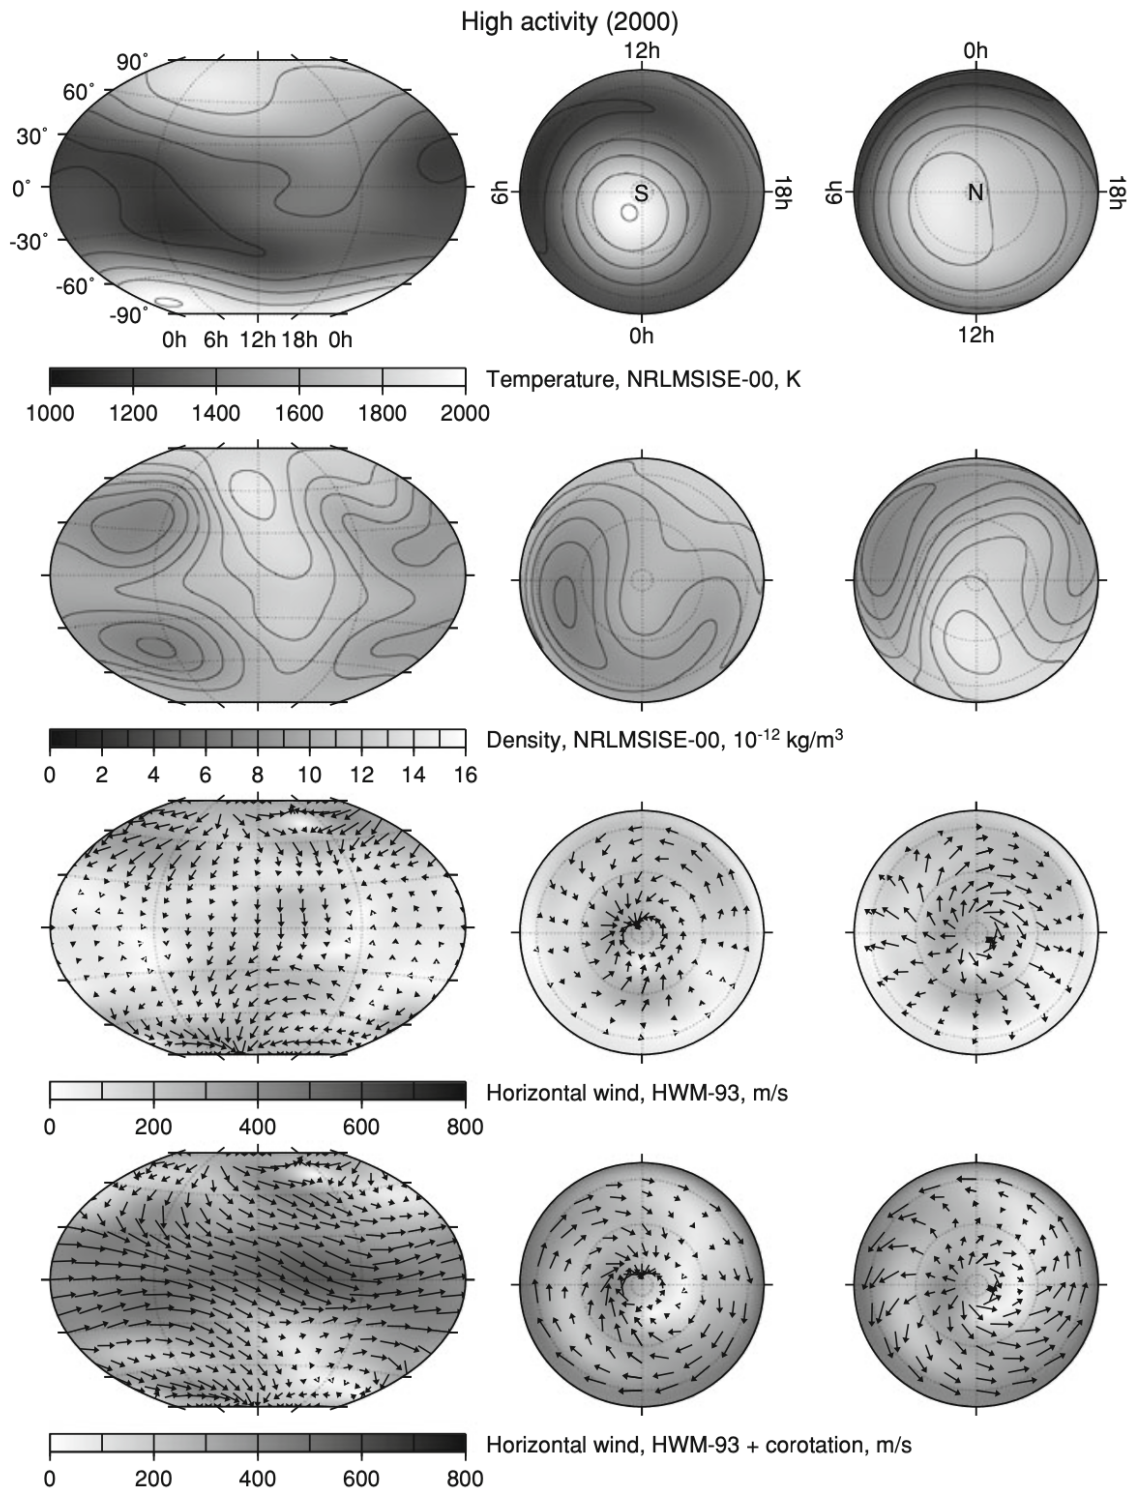 High activity (2000)
12h
0h
90°
60°
30°
0°
-30°
-60°
-90°
0h 6h 12h 18h 0h
6h
S
18h
0h
6h
N
18h
12h
Temperature, NRLMSISE-00, K
1000 1200 1400 1600 1800 2000
Density, NRLMSISE-00, 10⁻¹² kg/m³
0 2 4 6 8 10 12 14 16
Horizontal wind, HWM-93, m/s
0 200 400 600 800
Horizontal wind, HWM-93 + corotation, m/s
0 200 400 600 800